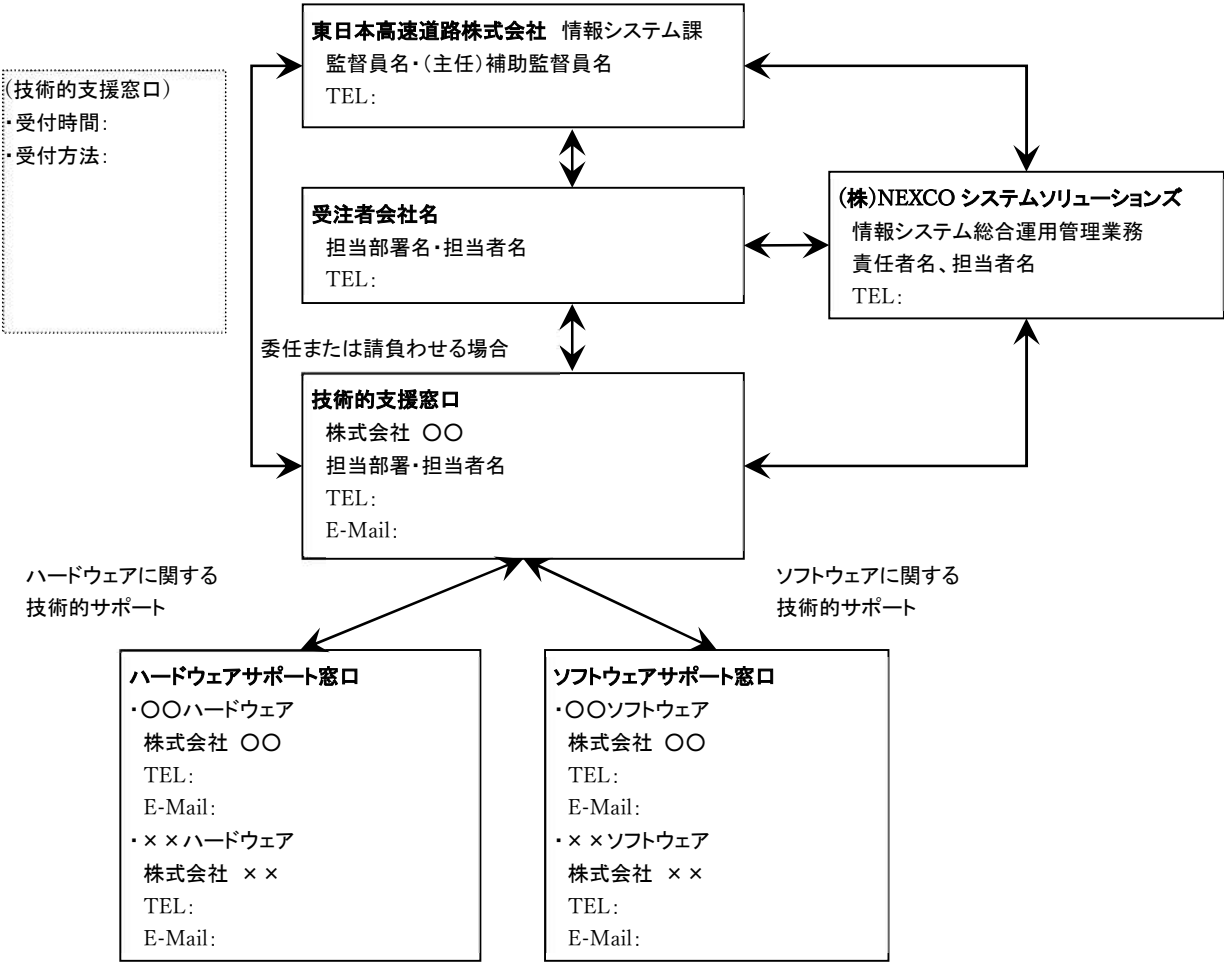 東日本高速道路株式会社 情報システム課
監督員名・(主任)補助監督員名
TEL:
(技術的支援窓口)
・受付時間:
・受付方法:
受注者会社名
担当部署名・担当者名
TEL:
(株)NEXCO システムソリューションズ
情報システム総合運用管理業務
責任者名、担当者名
TEL:
委任または請負わせる場合
技術的支援窓口
株式会社 〇〇
担当部署・担当者名
TEL:
E-Mail:
ハードウェアに関する
技術的サポート
ソフトウェアに関する
技術的サポート
ハードウェアサポート窓口
・〇〇ハードウェア
株式会社 〇〇
TEL:
E-Mail:
・××ハードウェア
株式会社 ××
TEL:
E-Mail:
ソフトウェアサポート窓口
・〇〇ソフトウェア
株式会社 〇〇
TEL:
E-Mail:
・××ソフトウェア
株式会社 ××
TEL:
E-Mail: